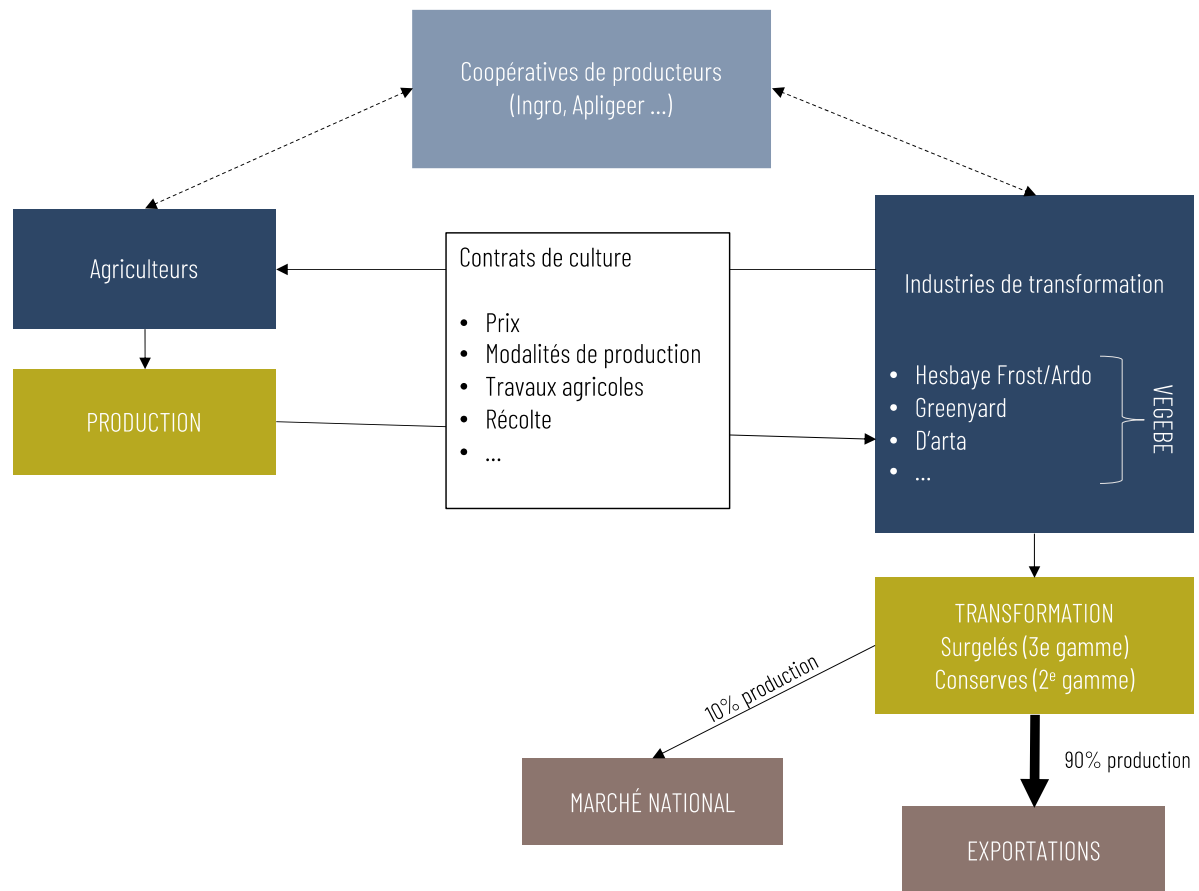 Coopératives de producteurs
(Ingro, Apligeer ...)
Agriculteurs
PRODUCTION
Contrats de culture
• Prix
• Modalités de production
• Travaux agricoles
• Récolte
• ...
Industries de transformation
• Hesbaye Frost/Ardo
• Greenyard
• D'arta
• ...
VEGEBE
TRANSFORMATION
Surgelés (3e gamme)
Conserves (2ᵉ gamme)
10% production
90% production
MARCHÉ NATIONAL
EXPORTATIONS